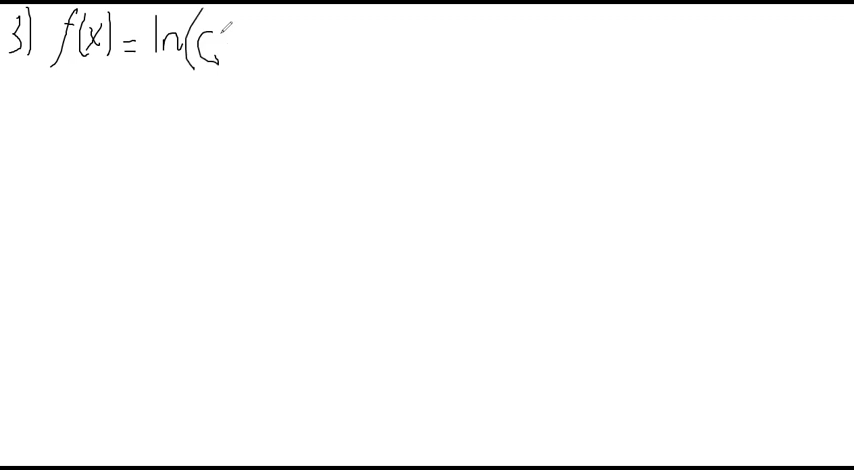 3) f(x) = ln(c